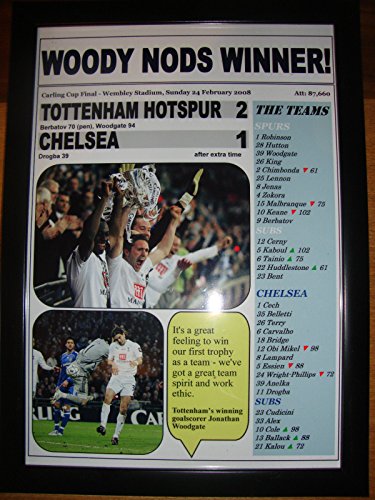 WOODY NODS WINNER!
Carling Cup Final - Wembley Stadium, Sunday 24 February 2008 Att: 87,660
TOTTENHAM HOTSPUR 2
Berbatov 70 (pen), Woodgate 94
CHELSEA 1
Drogba 39 after extra time
THE TEAMS
SPURS
1 Robinson
28 Hutton
39 Woodgate
26 King
2 Chimbonda ▼ 61
25 Lennon
8 Jenas
4 Zokora
15 Malbranque ▼ 75
10 Keane ▼ 102
9 Berbatov
SUBS
12 Cerny
5 Kaboul ▲ 102
6 Tainio ▲ 75
22 Huddlestone ▲ 61
23 Bent
CHELSEA
1 Cech
35 Belletti
26 Terry
6 Carvalho
18 Bridge
12 Obi Mikel ▼ 98
8 Lampard
5 Essien ▼ 88
24 Wright-Phillips ▼ 72
39 Anelka
11 Drogba
SUBS
23 Cudicini
33 Alex
10 Cole ▲ 98
13 Ballack ▲ 88
21 Kalou ▲ 72
MAN
MAN
It's a great
feeling to win
our first trophy
as a team - we've
got a great team
spirit and work
ethic.
Tottenham's winning
goalscorer Jonathan
Woodgate